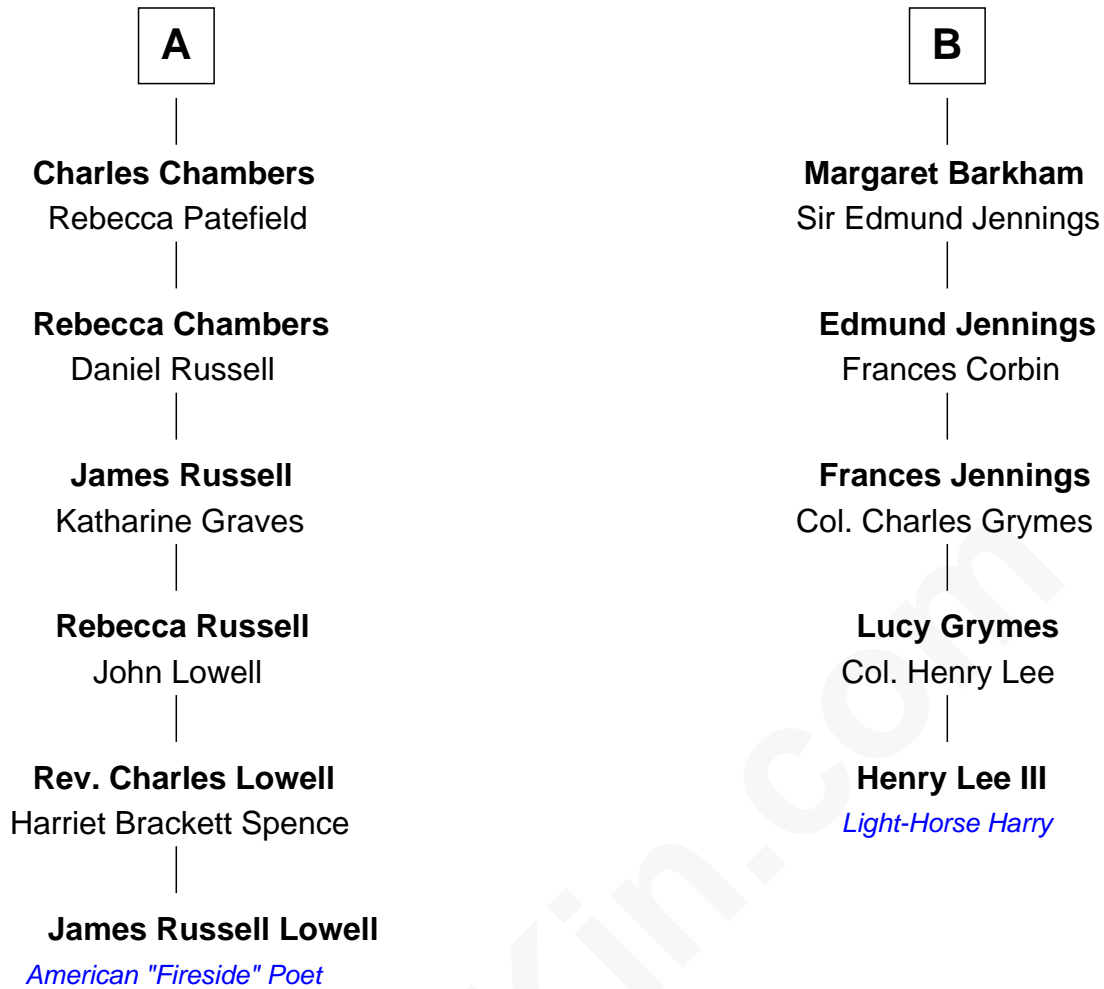 A
Charles Chambers
Rebecca Patefield
Rebecca Chambers
Daniel Russell
James Russell
Katharine Graves
Rebecca Russell
John Lowell
Rev. Charles Lowell
Harriet Brackett Spence
James Russell Lowell
American "Fireside" Poet
B
Margaret Barkham
Sir Edmund Jennings
Edmund Jennings
Frances Corbin
Frances Jennings
Col. Charles Grymes
Lucy Grymes
Col. Henry Lee
Henry Lee III
Light-Horse Harry
Kin.com